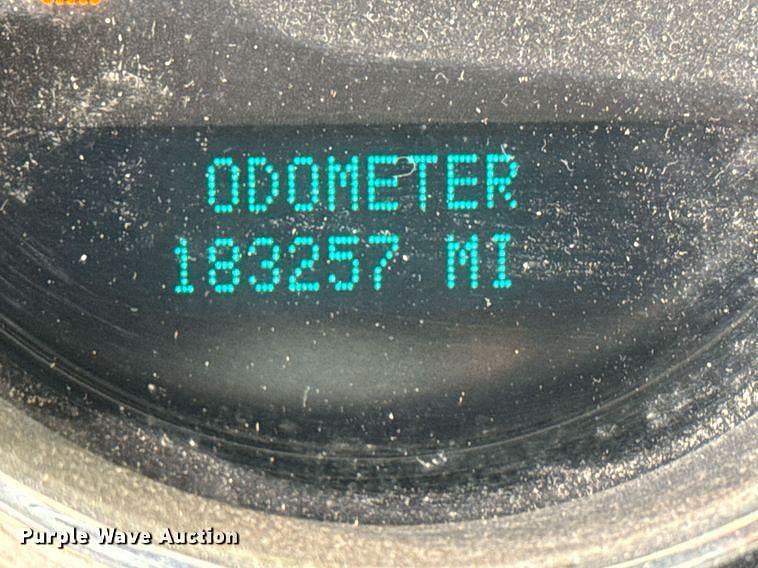 ODOMETER
183257 MI
Purple Wave Auction